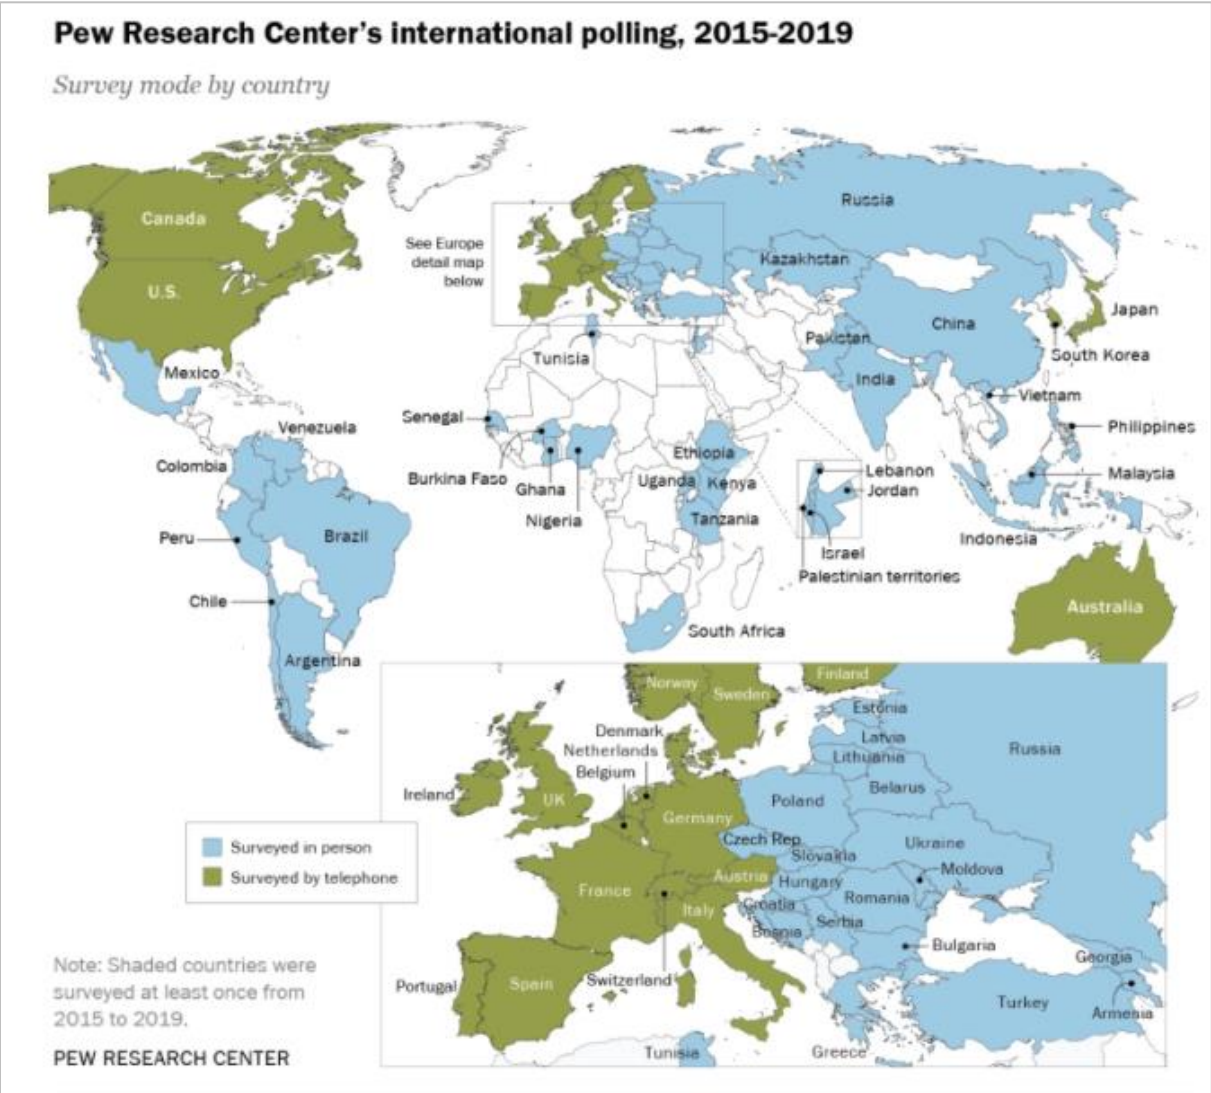 Pew Research Center's international polling, 2015-2019
Survey mode by country
Canada
U.S.
Mexico
Venezuela
Colombia
Peru
Brazil
Chile
Argentina
See Europe
detail map
below
Russia
Kazakhstan
China
Japan
South Korea
Pakistan
India
Vietnam
Philippines
Malaysia
Indonesia
Australia
Tunisia
Senegal
Burkina Faso
Ghana
Nigeria
Ethiopia
Uganda
Kenya
Tanzania
South Africa
Lebanon
Jordan
Israel
Palestinian territories
Norway
Sweden
Finland
Estonia
Latvia
Lithuania
Russia
Denmark
Netherlands
Belgium
Ireland
UK
Germany
Poland
Belarus
Czech Rep
Slovakia
Ukraine
Moldova
Austria
Hungary
France
Italy
Croatia
Romania
Bosnia
Serbia
Bulgaria
Georgia
Portugal
Spain
Switzerland
Turkey
Armenia
Tunisia
Greece
Surveyed in person
Surveyed by telephone
Note: Shaded countries were
surveyed at least once from
2015 to 2019.
PEW RESEARCH CENTER